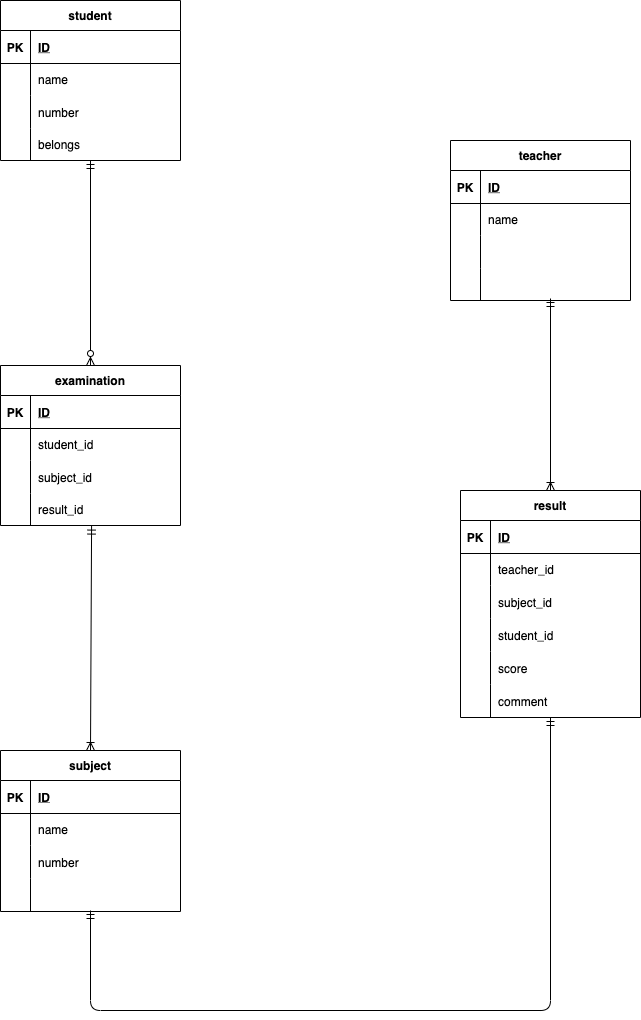 student
PK ID
name
number
belongs
teacher
PK ID
name
examination
PK ID
student_id
subject_id
result_id
result
PK ID
teacher_id
subject_id
student_id
score
comment
subject
PK ID
name
number